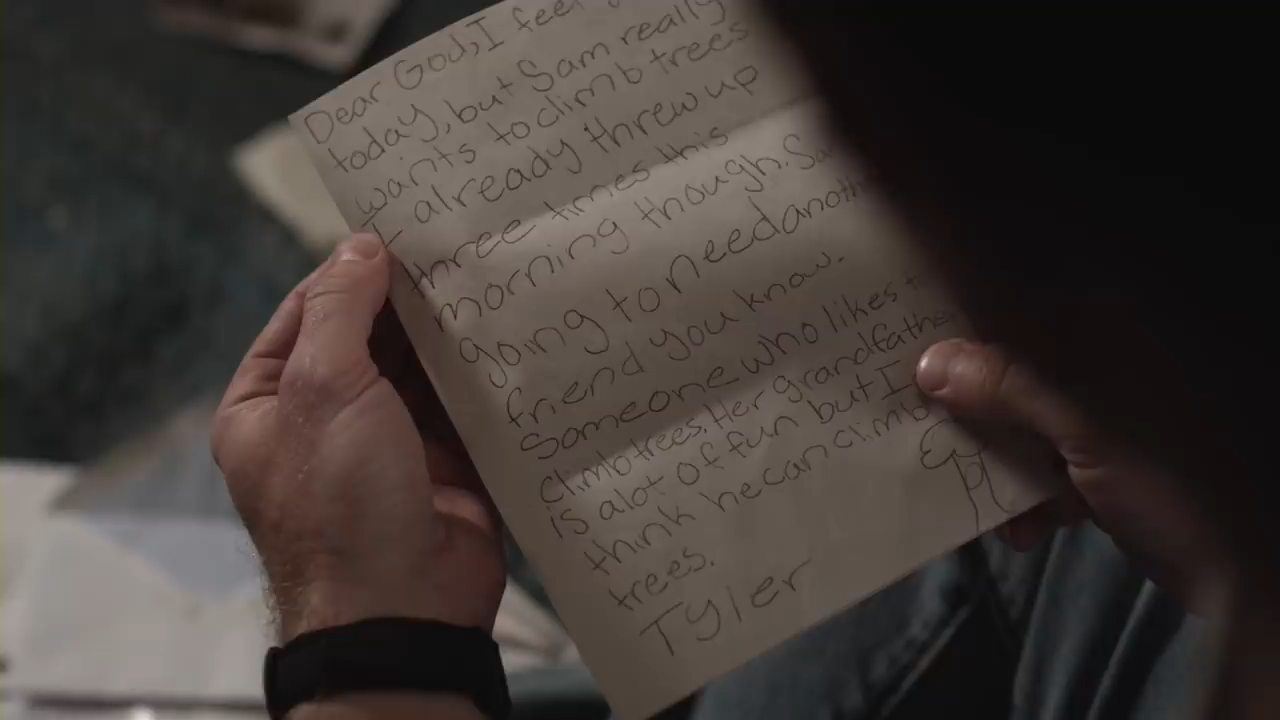 Dear God, I feel
today, but Sam really
wants to climb trees
I already threw up
three times this
morning though. Sa
going to need anoth
friend you know.
Someone who likes t
climb trees. Her grandfather
is alot of fun but I
think he can climb
trees.
Tyler